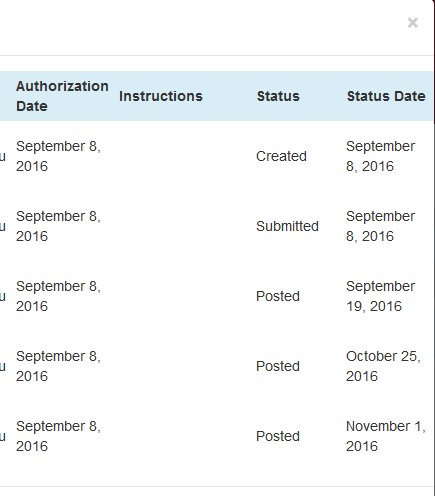 ×
Authorization
Date
Instructions
Status
Status Date
u
September 8,
2016
Created
September
8, 2016
u
September 8,
2016
Submitted
September
8, 2016
u
September 8,
2016
Posted
September
19, 2016
u
September 8,
2016
Posted
October 25,
2016
u
September 8,
2016
Posted
November 1,
2016